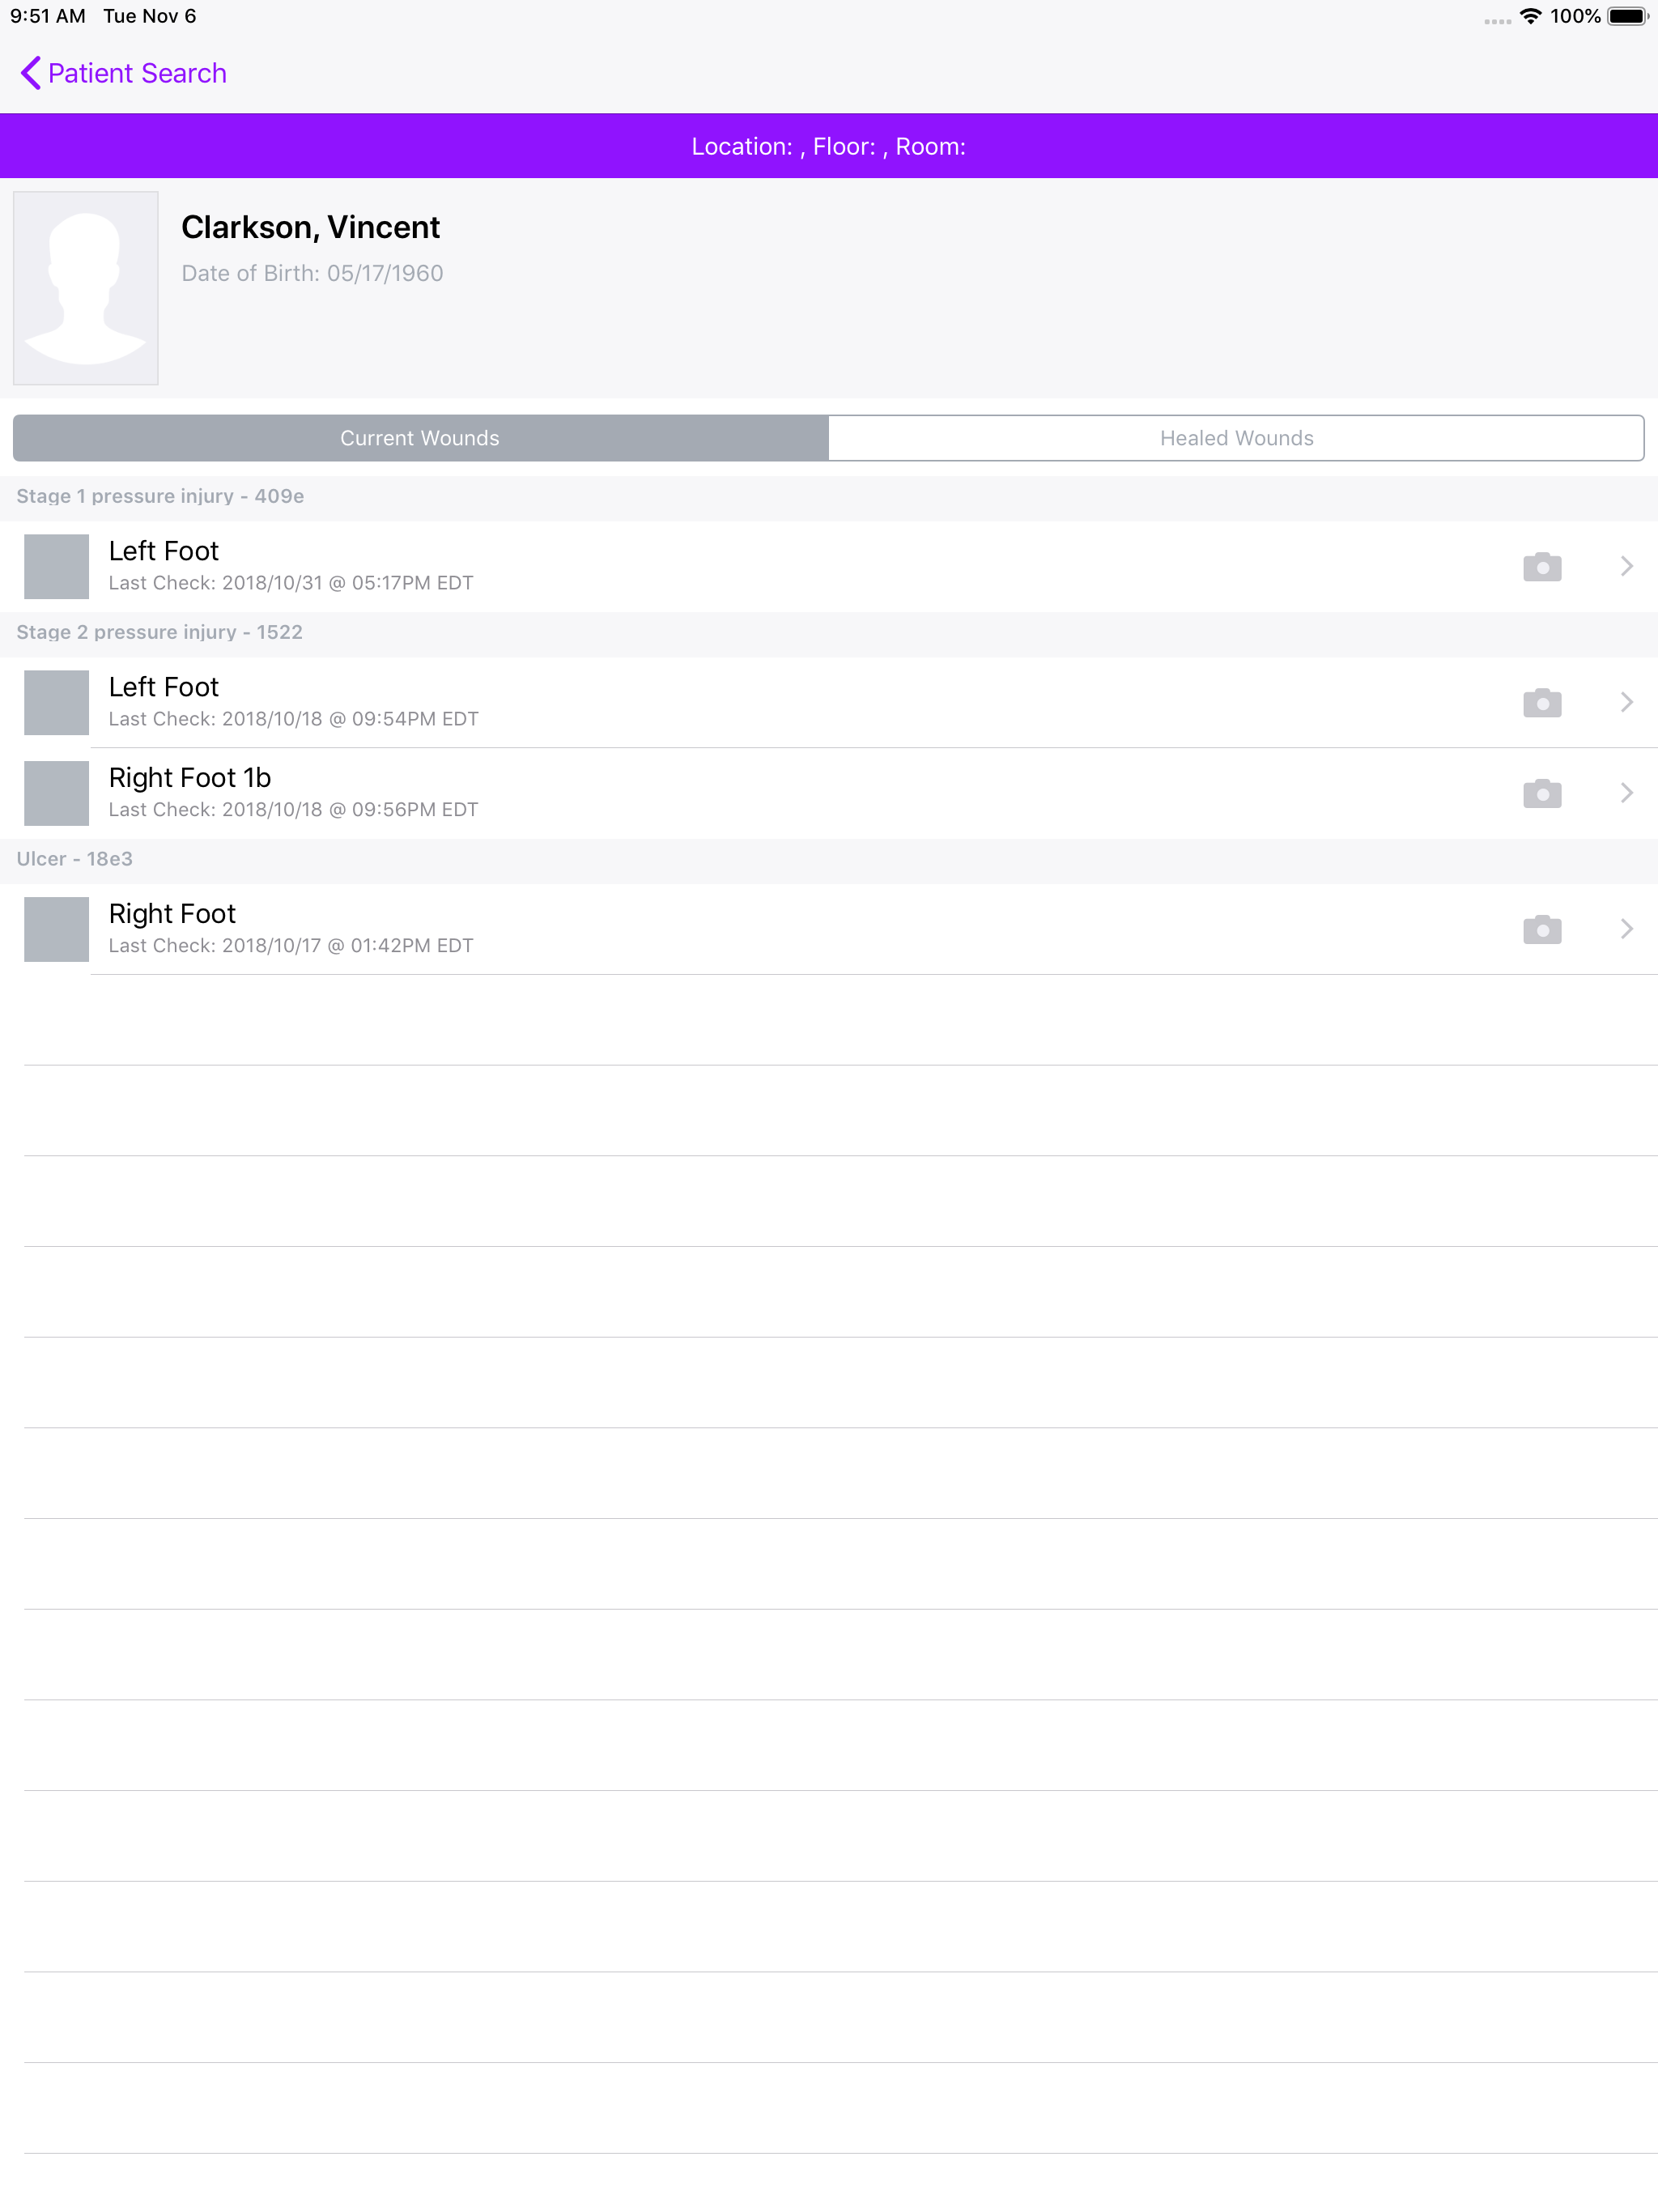 9:51 AM Tue Nov 6 100%
Patient Search
Location: , Floor: , Room:
Clarkson, Vincent
Date of Birth: 05/17/1960
Current Wounds Healed Wounds
Stage 1 pressure injury - 409e
Left Foot
Last Check: 2018/10/31 @ 05:17PM EDT
Stage 2 pressure injury - 1522
Left Foot
Last Check: 2018/10/18 @ 09:54PM EDT
Right Foot 1b
Last Check: 2018/10/18 @ 09:56PM EDT
Ulcer - 18e3
Right Foot
Last Check: 2018/10/17 @ 01:42PM EDT